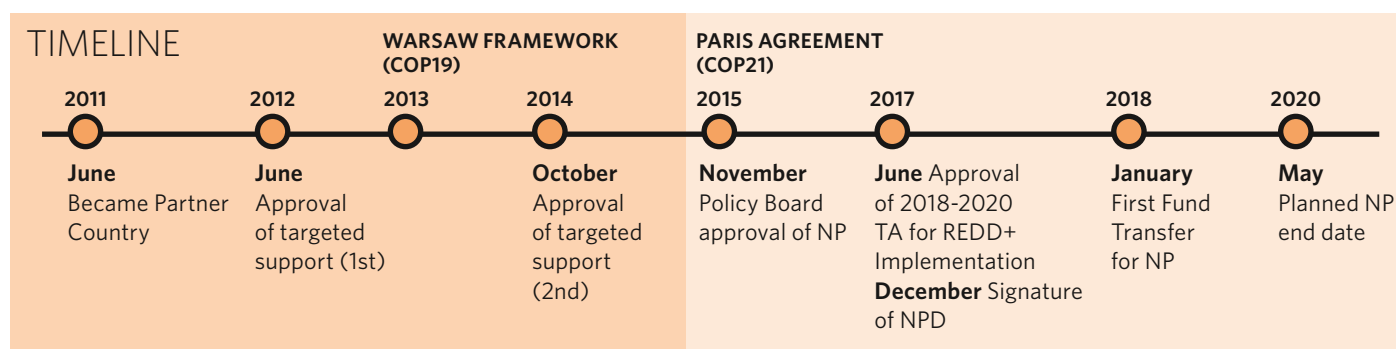 TIMELINE
WARSAW FRAMEWORK
(COP19)
PARIS AGREEMENT
(COP21)
2011
June
Became Partner
Country
2012
June
Approval
of targeted
support (1st)
2013
2014
October
Approval
of targeted
support
(2nd)
2015
November
Policy Board
approval of NP
2017
June Approval
of 2018-2020
TA for REDD+
Implementation
December Signature
of NPD
2018
January
First Fund
Transfer
for NP
2020
May
Planned NP
end date